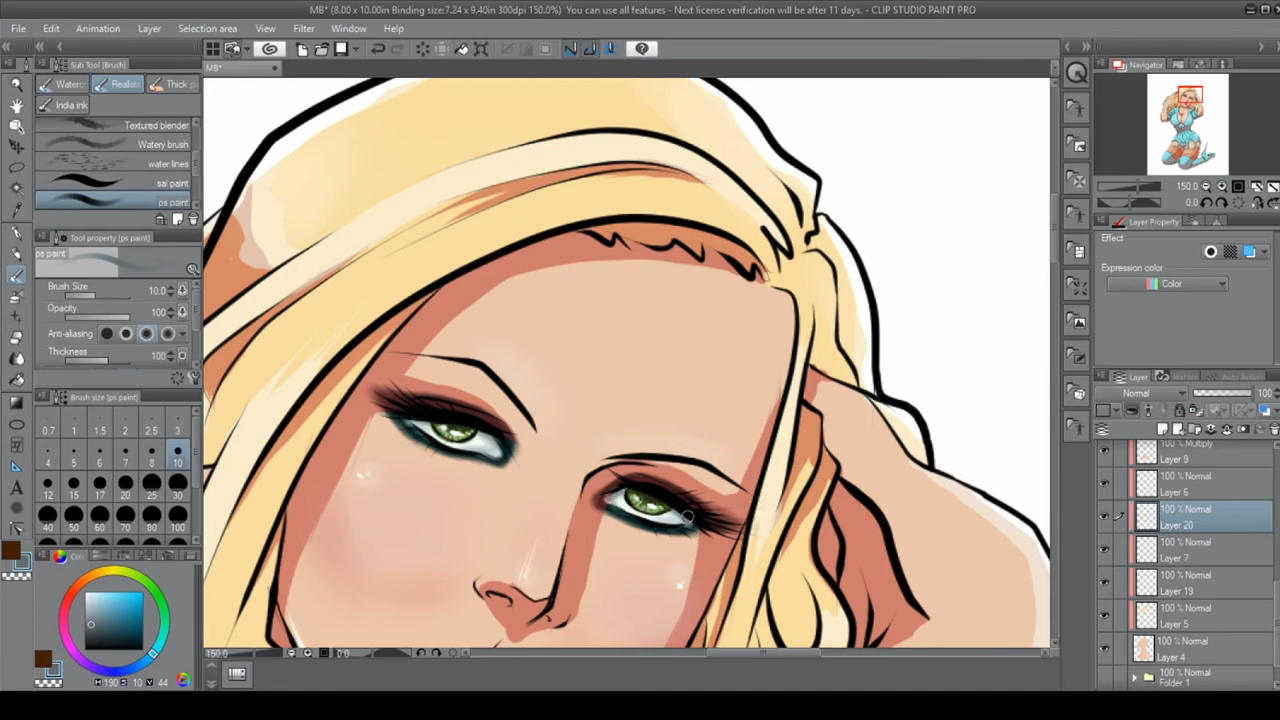 MB* (8.00 x 10.00in Binding size:7.24 x 9.40in 300dpi 150.0%)  You can use all features - Next license verification will be after 11 days. - CLIP STUDIO PAINT PRO
File Edit Animation Layer Selection area View Filter Window Help
Sub Tool [Brush]
MB*
Navigator
Waterc Realist Thick p
India ink
Textured blender
Watery brush
water lines
sai paint
ps paint
150.0
0.0
Tool property [ps paint]
Layer Property
ps paint
Effect
Expression color
Color
Brush Size 10.0
Opacity 100
Anti-aliasing
Thickness 100
Layer History Auto Action
Normal 100
Brush size [ps paint]
0.7 1 1.5 2 2.5 3
4 5 6 7 8 10
12 15 17 20 25 30
40 50 60 70 80 100
100 % Multiply
Layer 9
100 % Normal
Layer 6
100 % Normal
Layer 20
100 % Normal
Layer 7
100 % Normal
Layer 19
100 % Normal
Layer 5
100 % Normal
Layer 4
100 % Normal
Folder 1
150.0 0.0
H 190 S 10 V 44